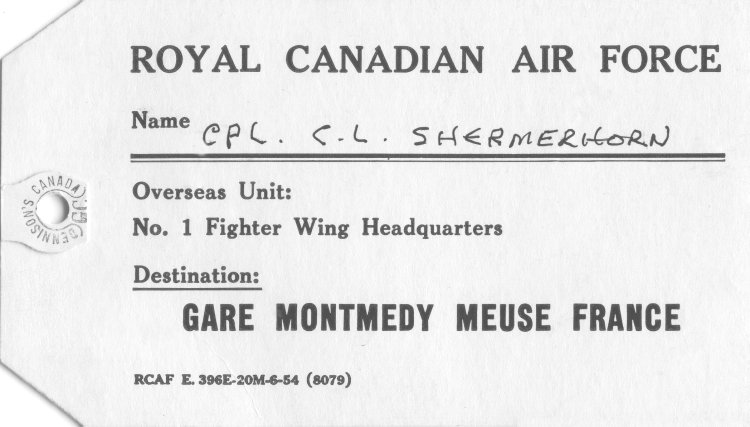 ROYAL CANADIAN AIR FORCE
Name CPL. C.L. SHERMERHORN
DENNISON'S CANADA
Overseas Unit:
No. 1 Fighter Wing Headquarters
Destination:
GARE MONTMEDY MEUSE FRANCE
RCAF E. 396E-20M-6-54 (8079)